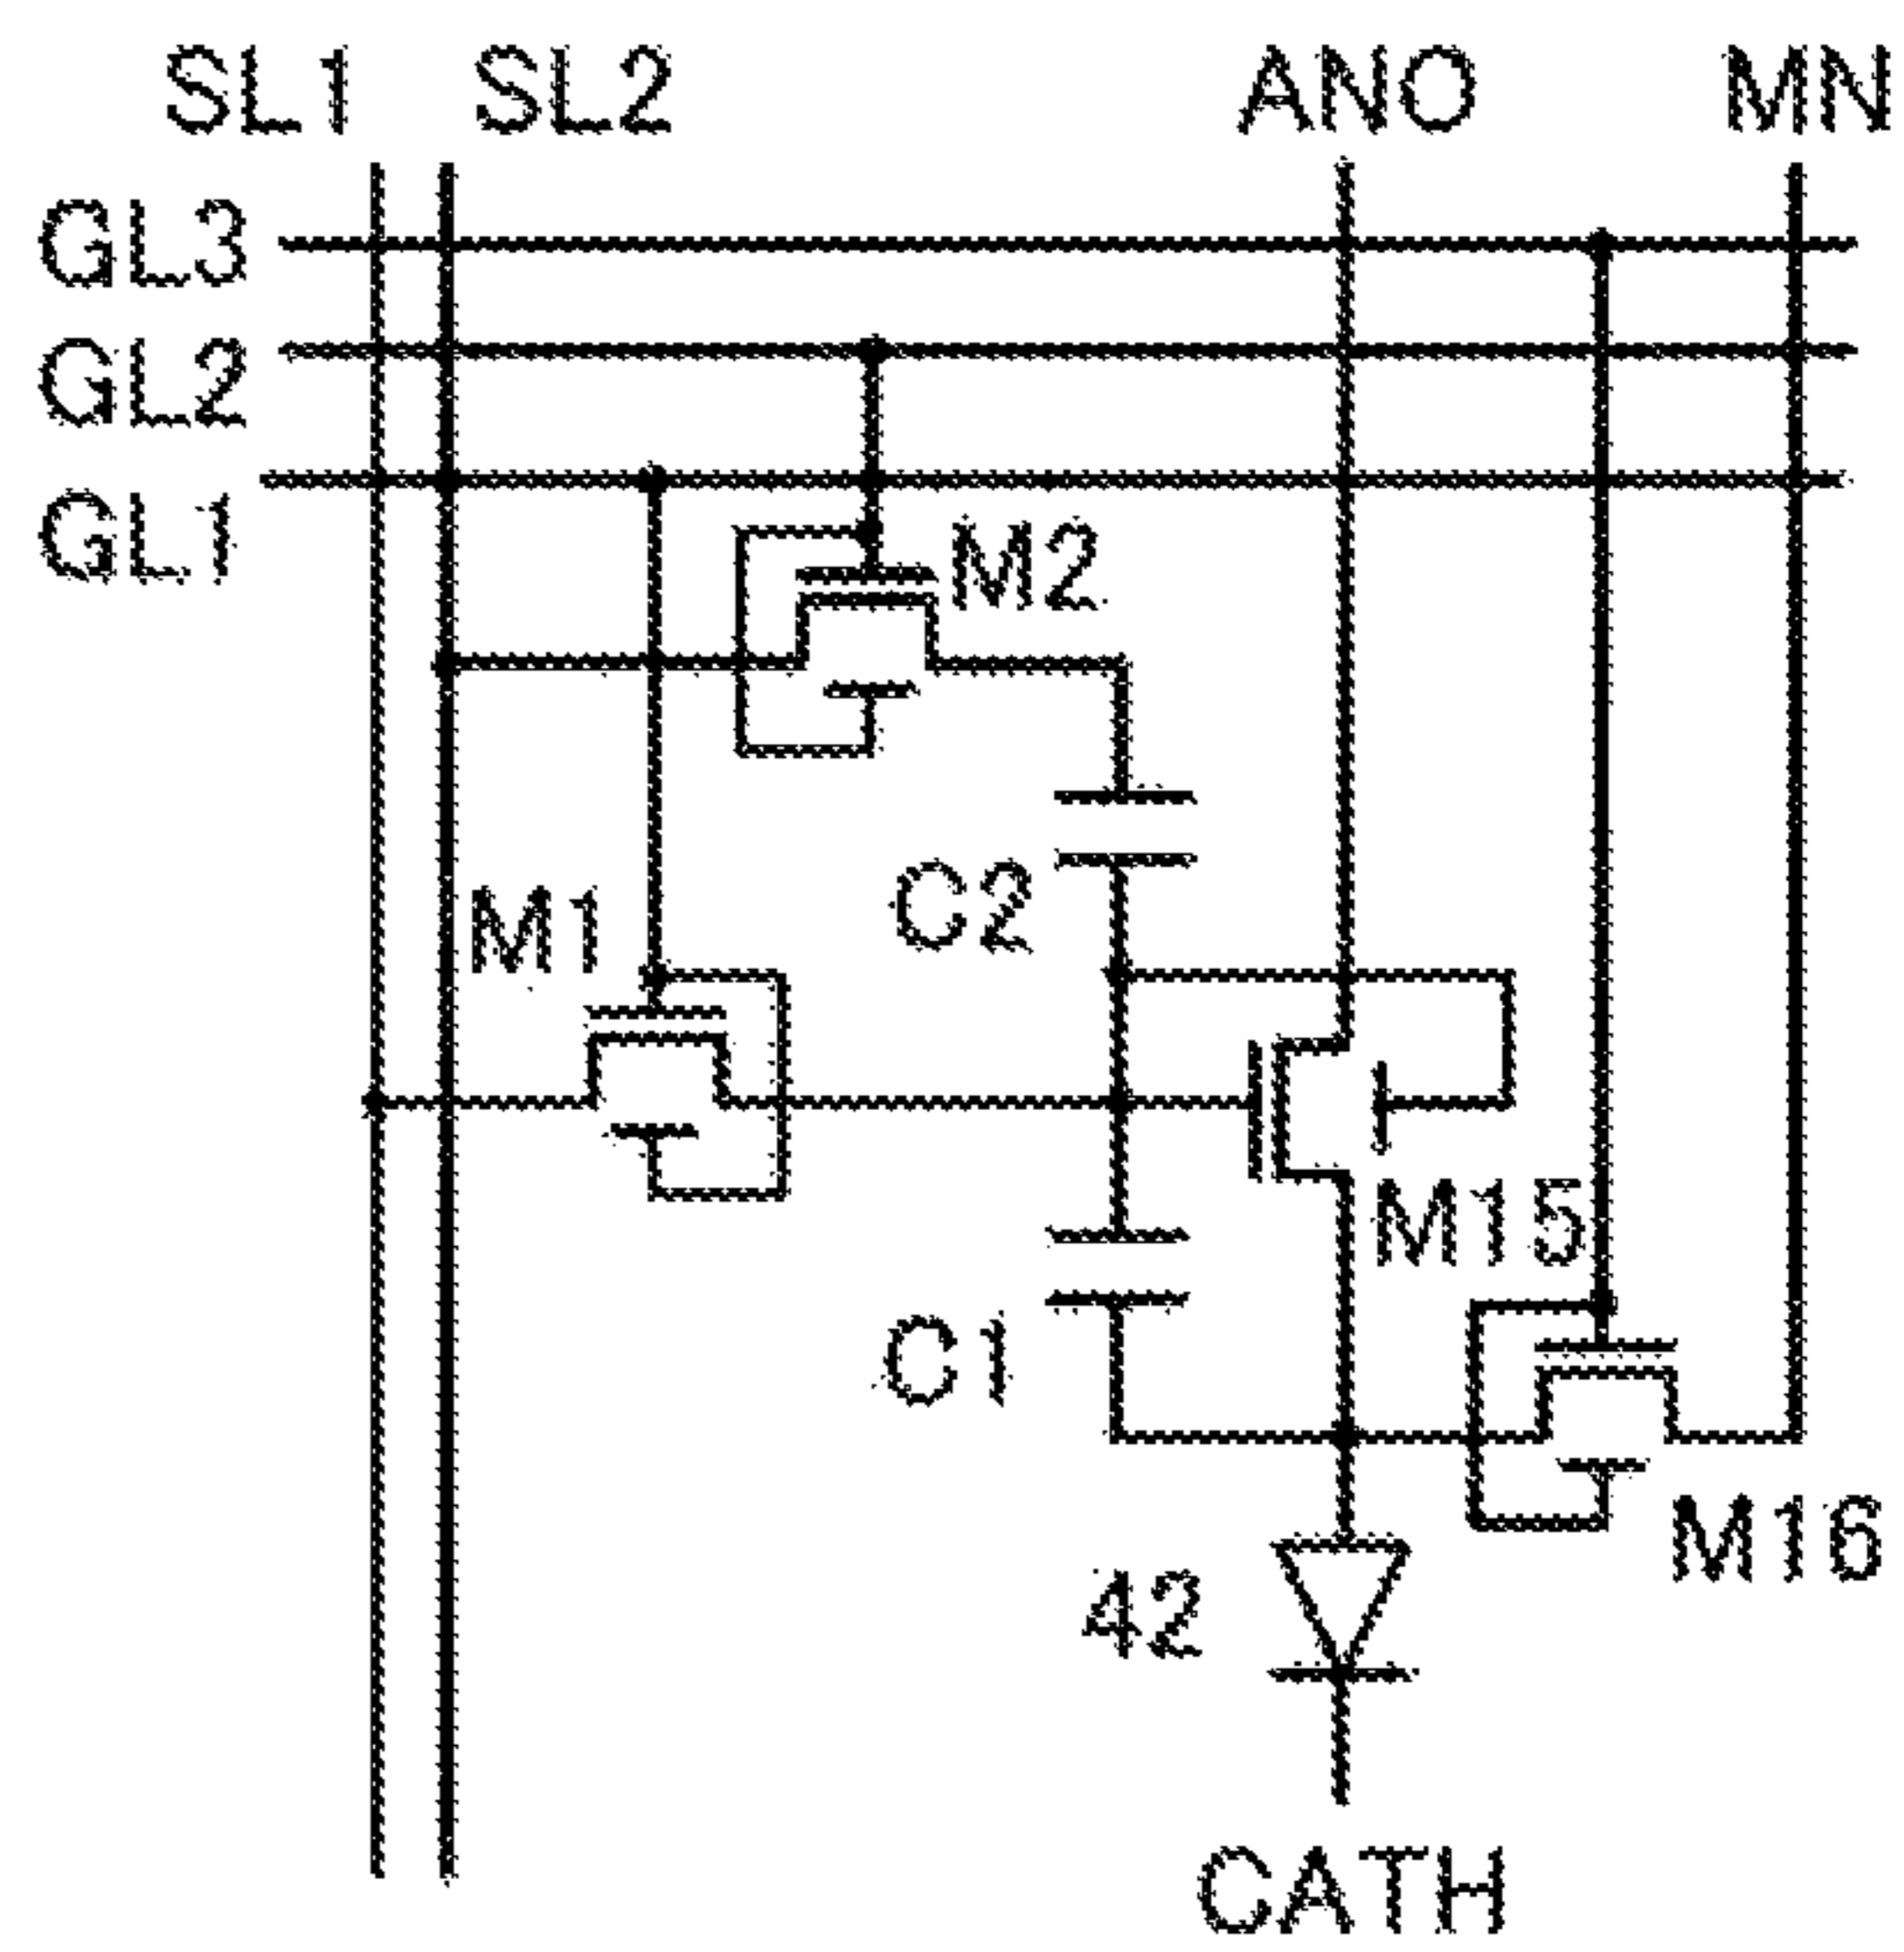 SL1 SL2 ANO MN
GL3
GL2
GL1
M2
M1
C2
M15
C1
M16
42
CATH